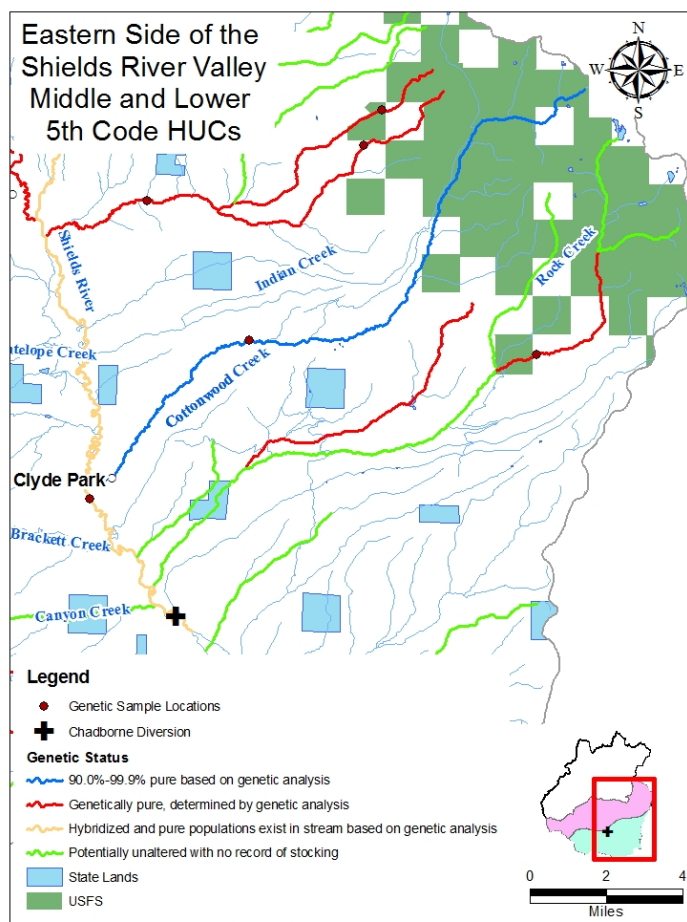 Eastern Side of the
Shields River Valley
Middle and Lower
5th Code HUCs
N
W
E
S
Shields River
Indian Creek
Rock Creek
telope Creek
Cottonwood Creek
Clyde Park
Brackett Creek
Canyon Creek
Legend
Genetic Sample Locations
Chadborne Diversion
Genetic Status
90.0%-99.9% pure based on genetic analysis
Genetically pure, determined by genetic analysis
Hybridized and pure populations exist in stream based on genetic analysis
Potentially unaltered with no record of stocking
State Lands
USFS
0 2 4
Miles